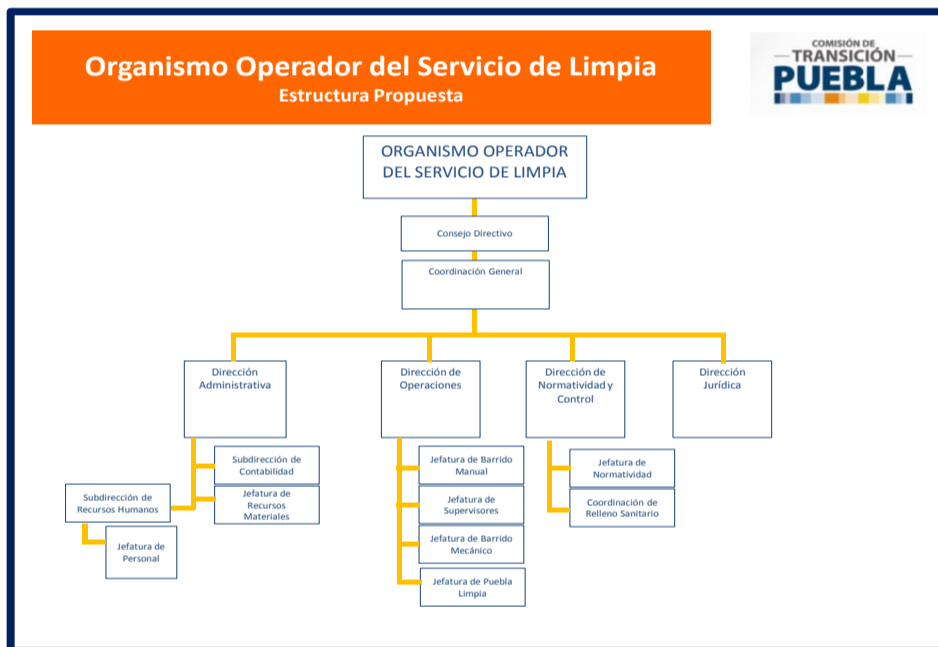 Organismo Operador del Servicio de Limpia
Estructura Propuesta
COMISIÓN DE
TRANSICIÓN
PUEBLA
ORGANISMO OPERADOR
DEL SERVICIO DE LIMPIA
Consejo Directivo
Coordinación General
Dirección
Administrativa
Dirección de
Operaciones
Dirección de
Normatividad y
Control
Dirección
Jurídica
Subdirección de
Contabilidad
Jefatura de
Recursos
Materiales
Subdirección de
Recursos Humanos
Jefatura de
Personal
Jefatura de Barrido
Manual
Jefatura de
Supervisores
Jefatura de Barrido
Mecánico
Jefatura de Puebla
Limpia
Jefatura de
Normatividad
Coordinación de
Relleno Sanitario